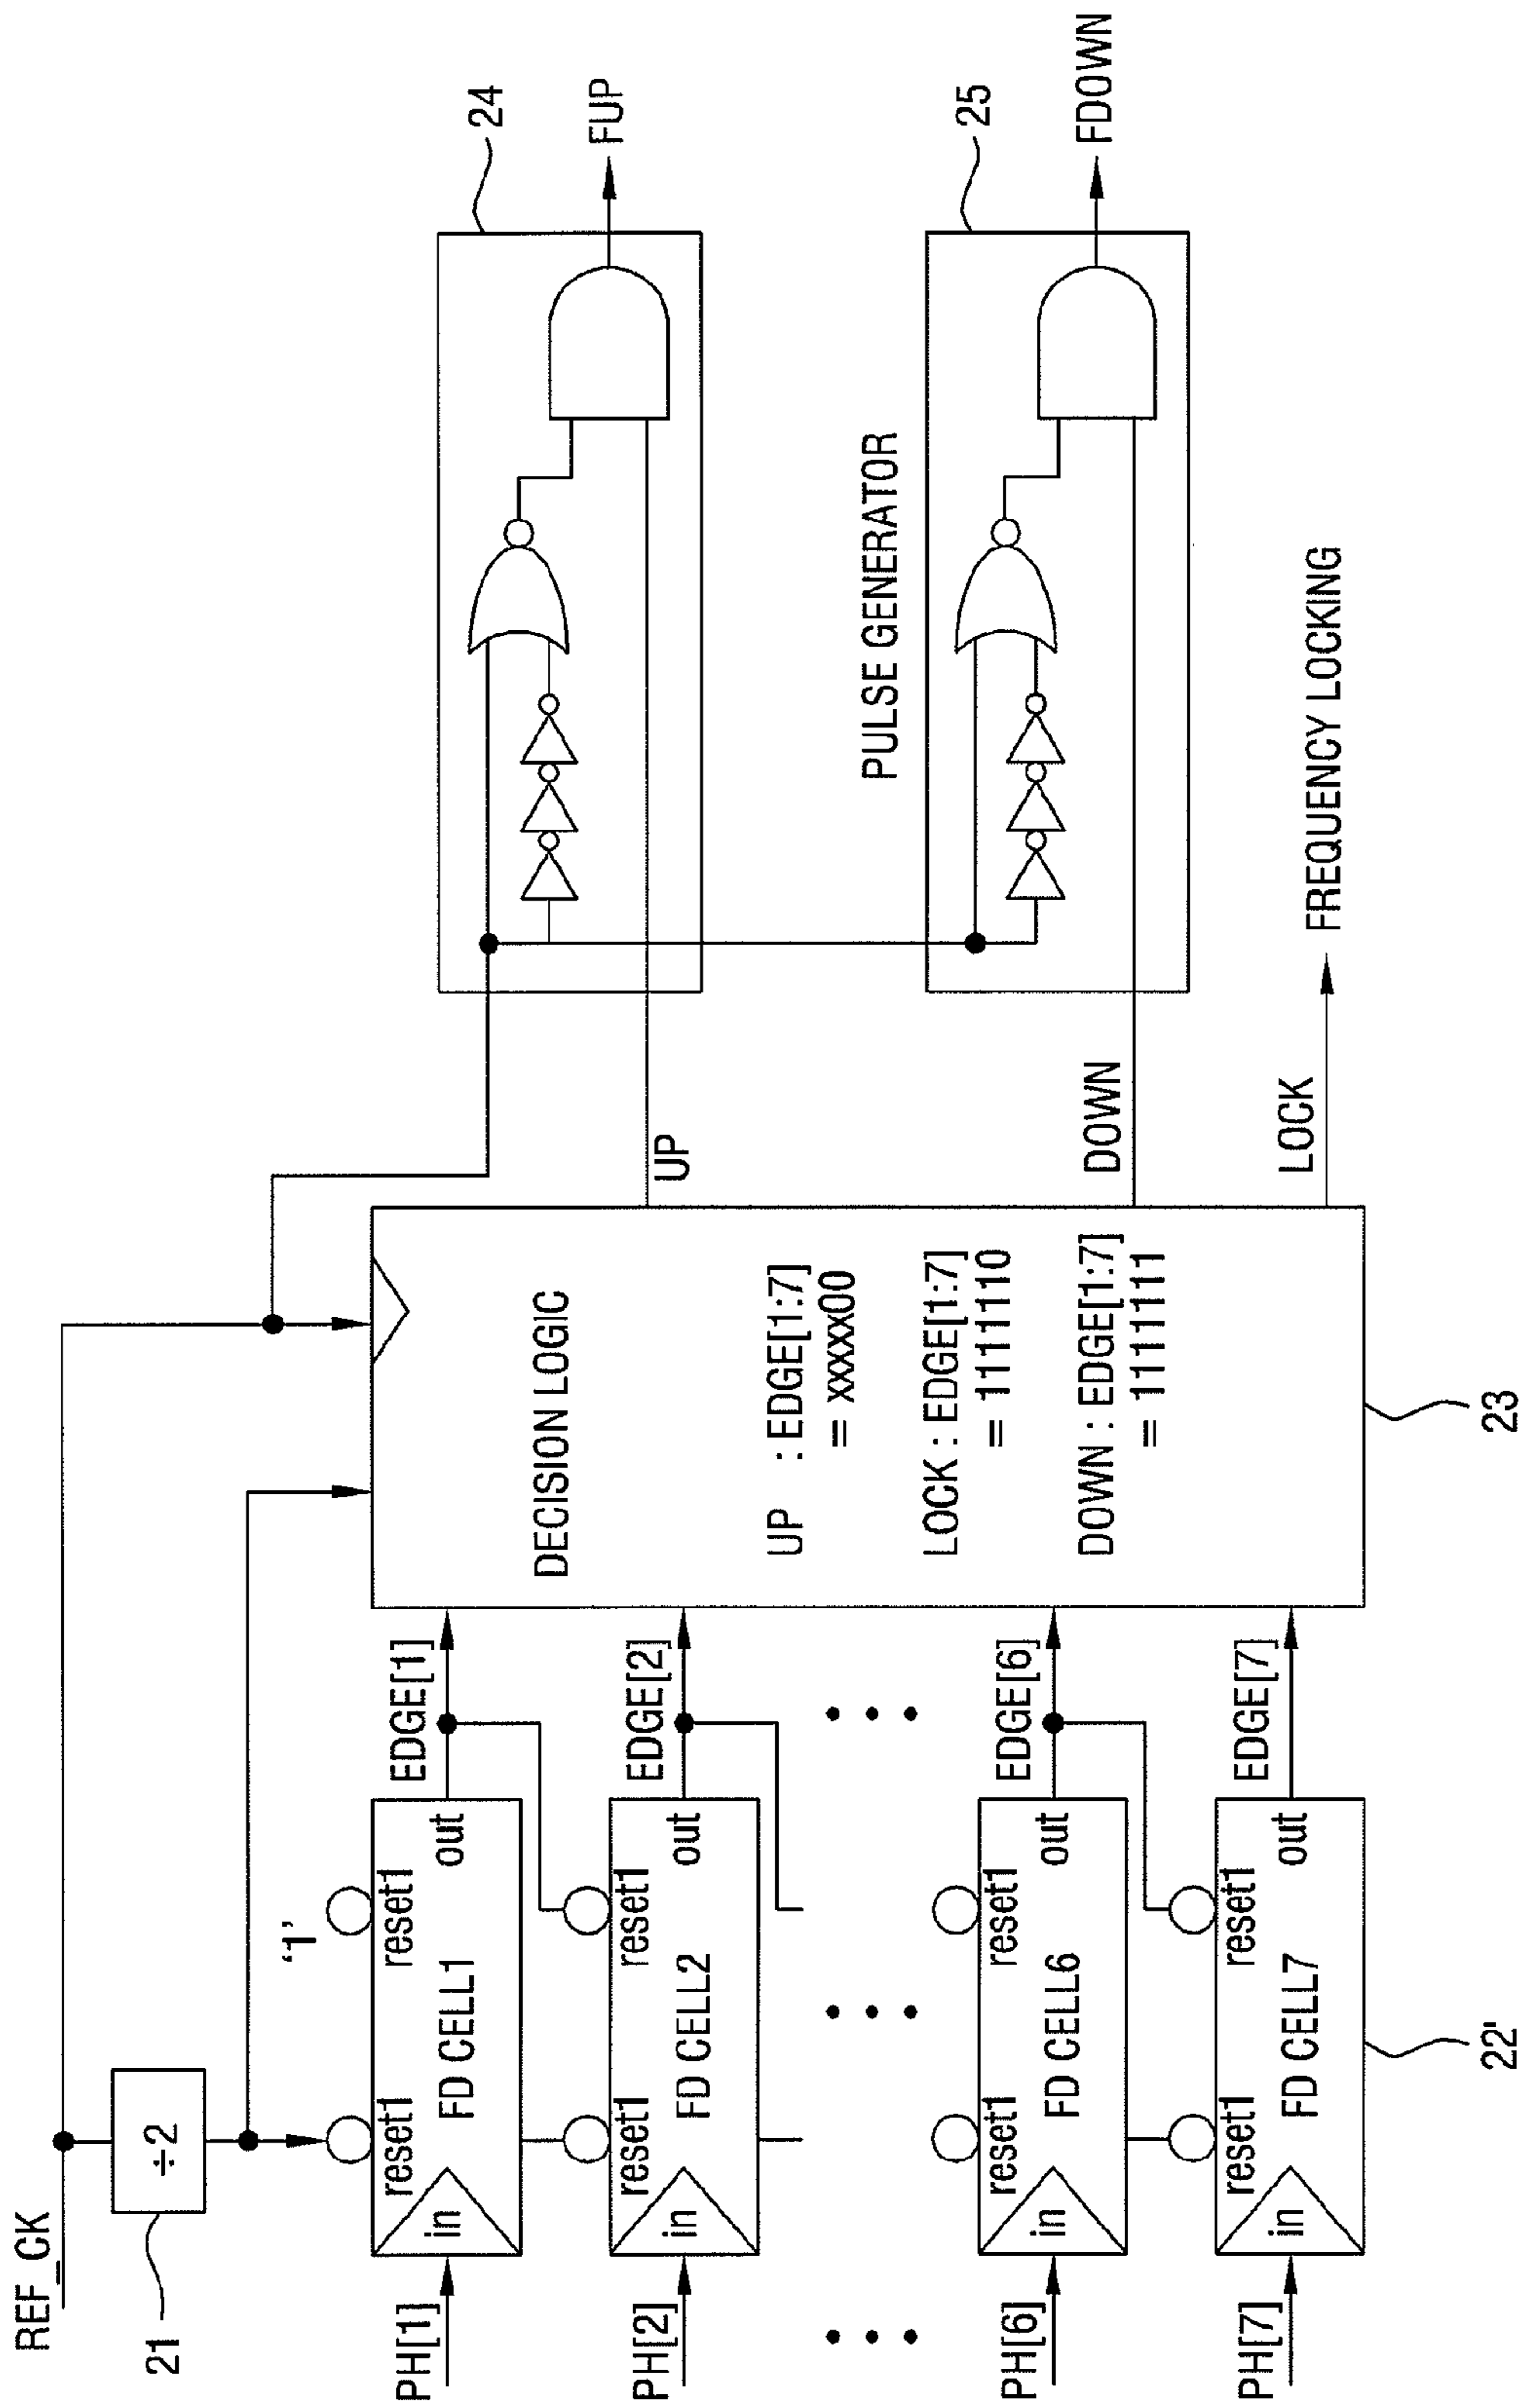 REF_CK
÷2
21
'1'
PH[1]
in
reset1
reset1
FD CELL1
out
EDGE[1]
PH[2]
in
reset1
reset1
FD CELL2
out
EDGE[2]
PH[6]
in
reset1
reset1
FD CELL6
out
EDGE[6]
PH[7]
in
reset1
reset1
FD CELL7
out
EDGE[7]
22'
DECISION LOGIC
UP : EDGE[1:7]
= xxxxx00
LOCK : EDGE[1:7]
= 1111110
DOWN : EDGE[1:7]
= 1111111
23
UP
DOWN
LOCK
FREQUENCY LOCKING
24
FUP
PULSE GENERATOR
25
FDOWN